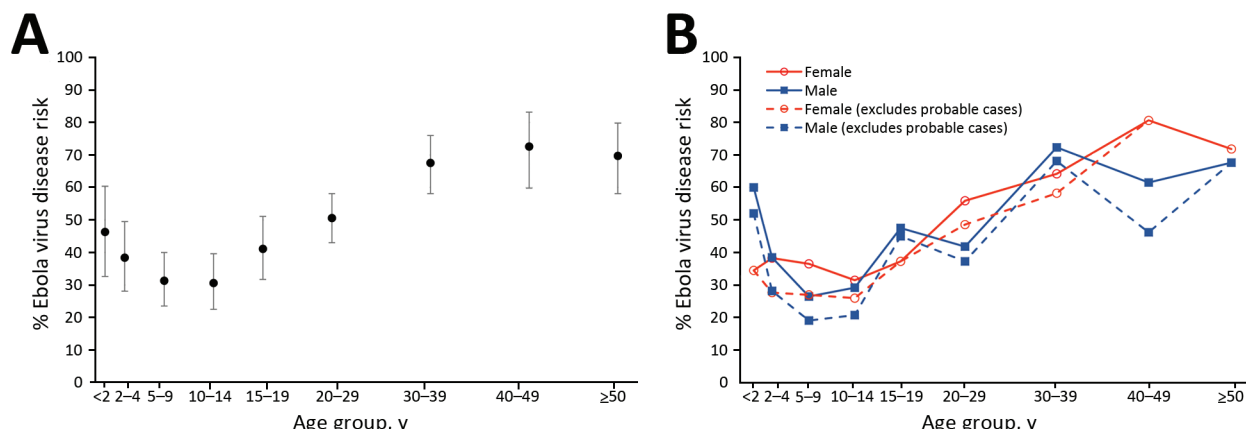 A
100
90
80
70
60
50
40
30
20
10
0
% Ebola virus disease risk
<2 2–4 5–9 10–14 15–19 20–29 30–39 40–49 ≥50
Age group, y
B
100
90
80
70
60
50
40
30
20
10
0
% Ebola virus disease risk
Female
Male
Female (excludes probable cases)
Male (excludes probable cases)
<2 2–4 5–9 10–14 15–19 20–29 30–39 40–49 ≥50
Age group, y